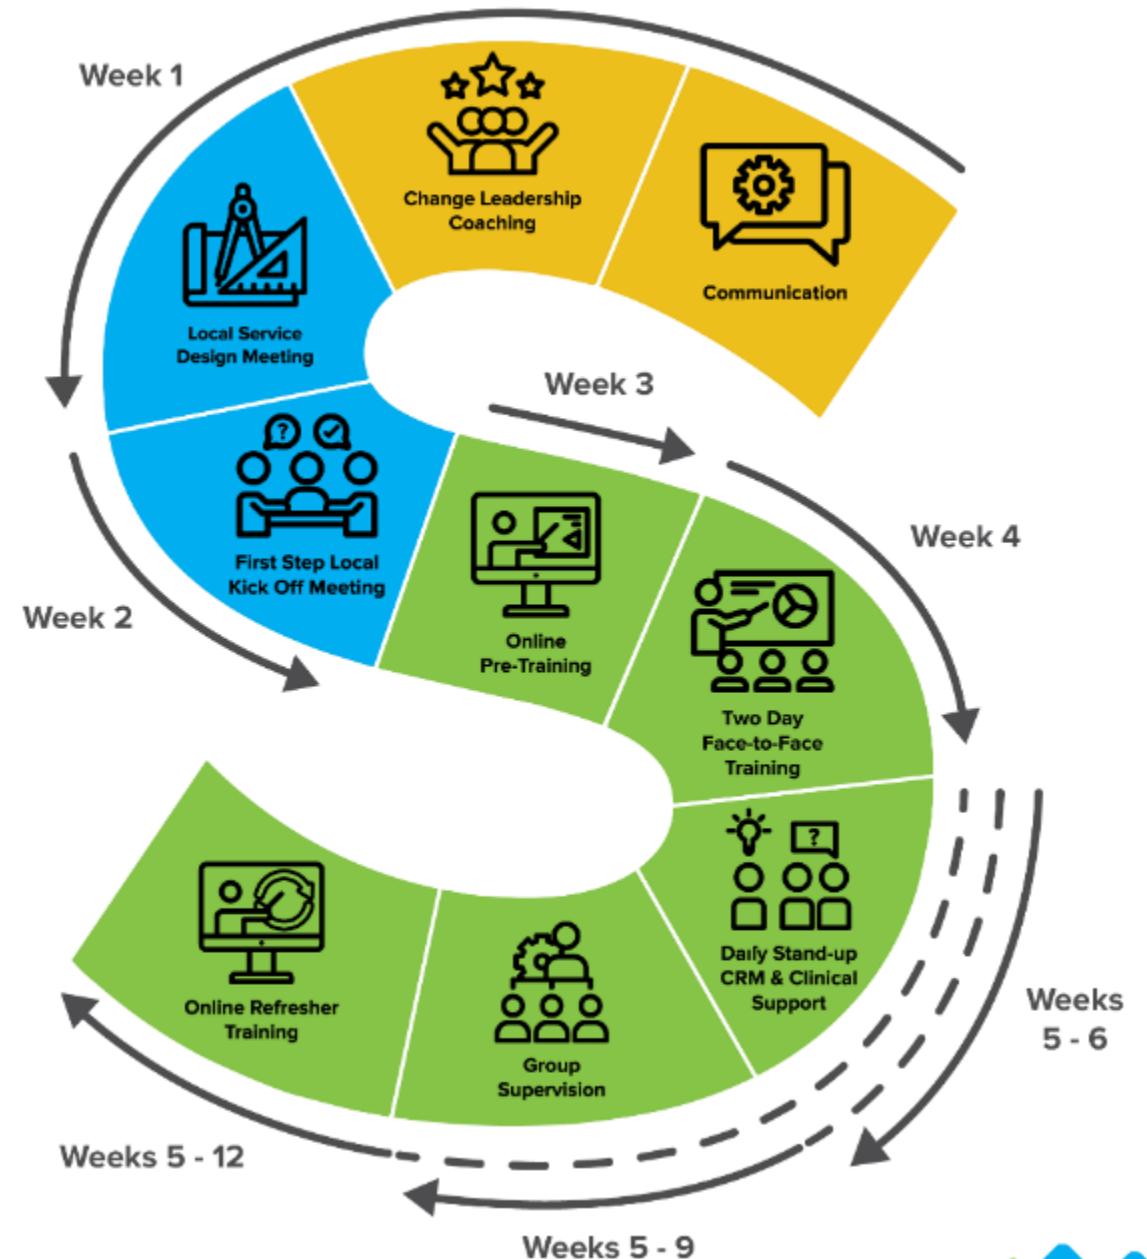 Week 1
Change Leadership
Coaching
Communication
Local Service
Design Meeting
Week 3
First Step Local
Kick Off Meeting
Week 2
Online
Pre-Training
Week 4
Two Day
Face-to-Face
Training
Daily Stand-up
CRM & Clinical
Support
Weeks
5 - 6
Group
Supervision
Online Refresher
Training
Weeks 5 - 12
Weeks 5 - 9
?
?